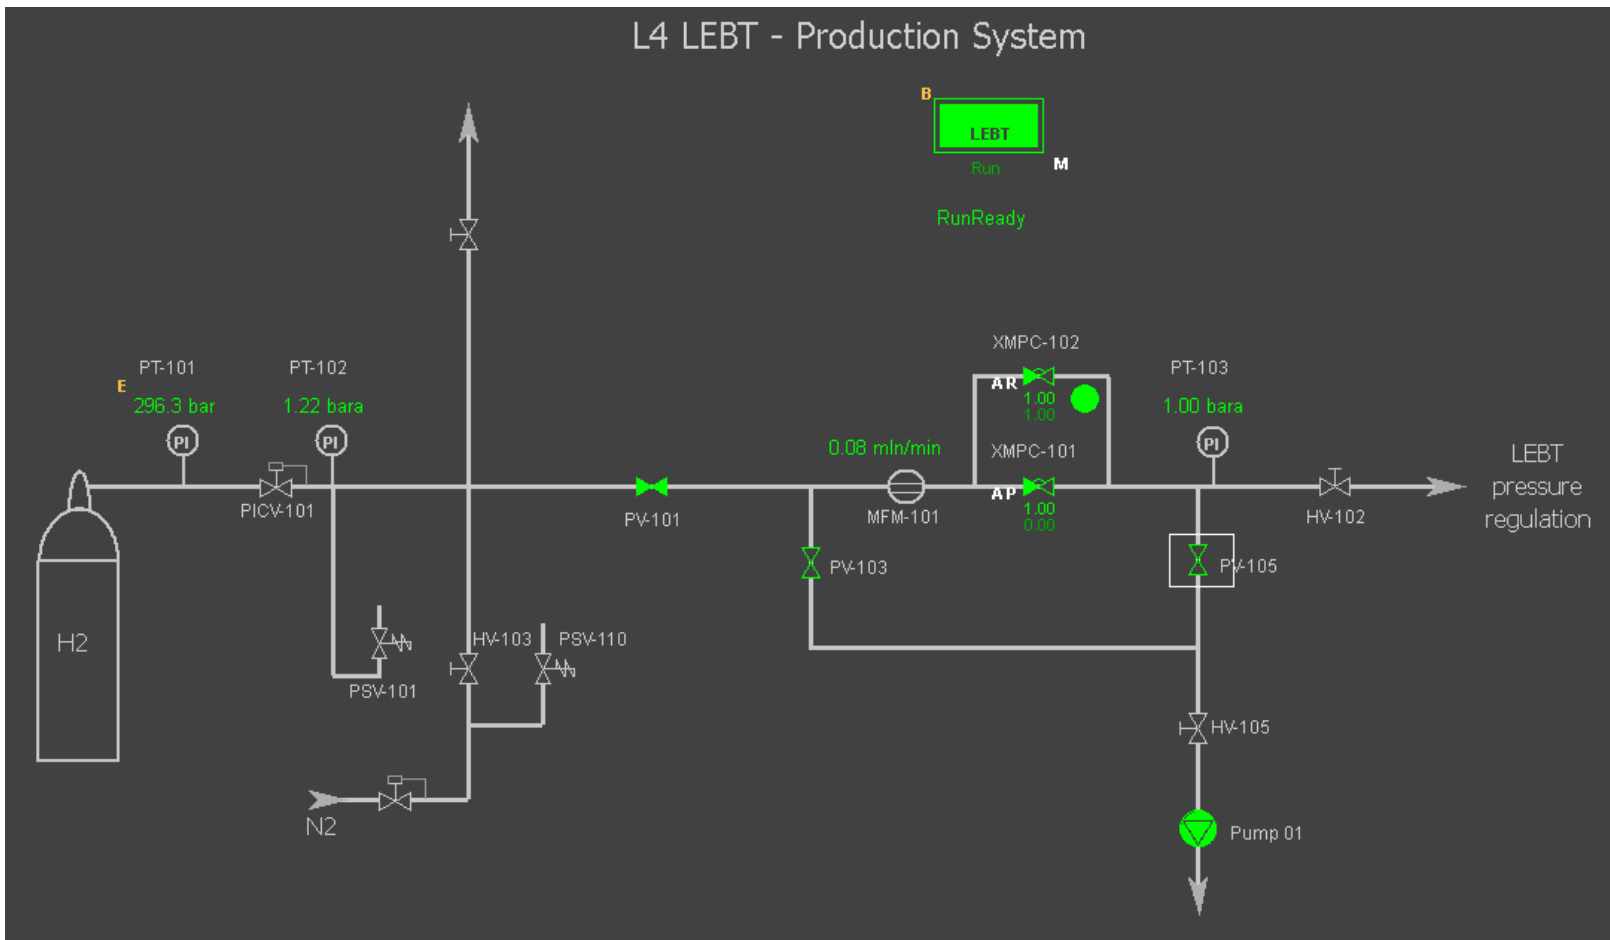 L4 LEBT - Production System
B
LEBT
Run
M
RunReady
XMPC-102
AR
1.00
1.00
PT-101
E
296.3 bar
PI
PT-102
1.22 bara
PI
PT-103
1.00 bara
PI
0.08 mln/min
XMPC-101
AP
1.00
0.00
LEBT
pressure
regulation
PICV-101
PV-101
MFM-101
HV-102
PV-103
PV-105
H2
HV-103
PSV-110
PSV-101
HV-105
N2
Pump 01